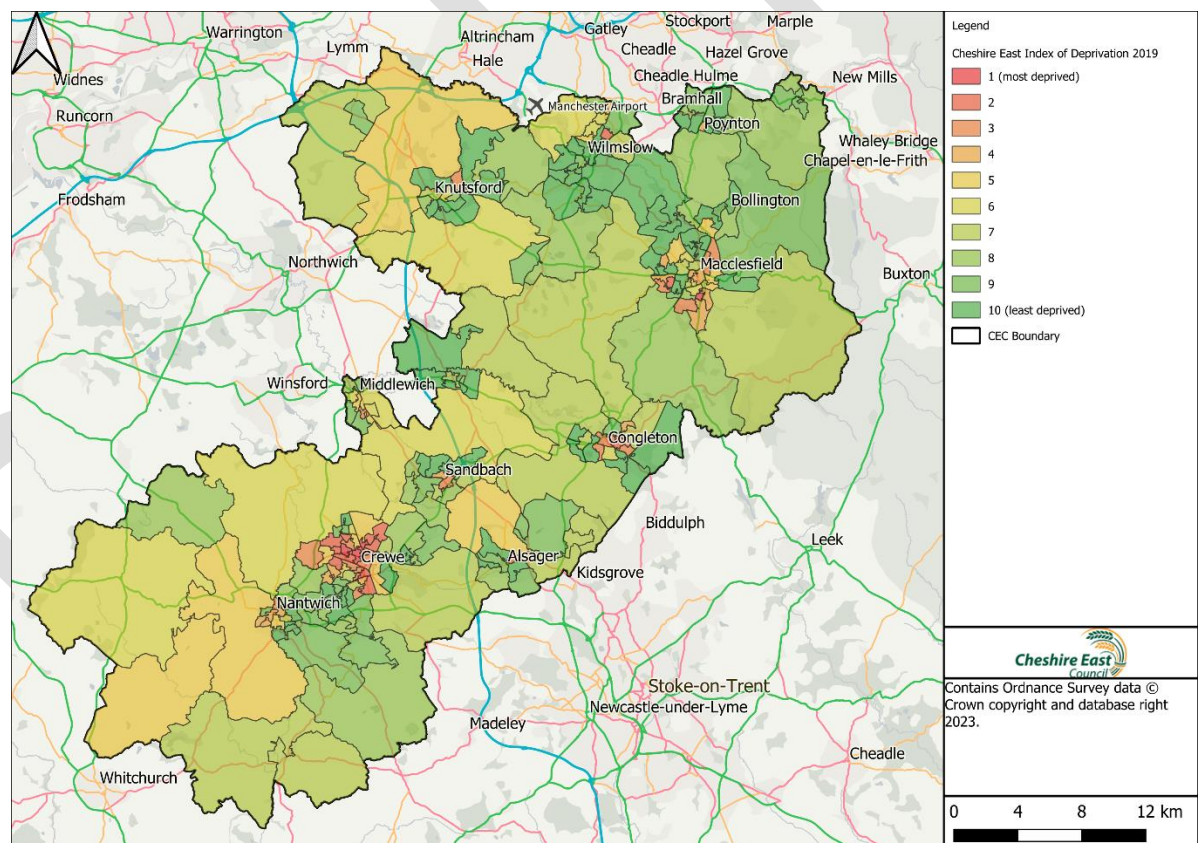 Warrington
Lymm
Altrincham
Hale
Gatley
Stockport
Marple
Cheadle
Hazel Grove
Widnes
Cheadle Hulme
New Mills
Runcorn
Manchester Airport
Bramhall
Poynton
Whaley Bridge
Wilmslow
Chapel-en-le-Frith
Frodsham
Knutsford
Bollington
Northwich
Macclesfield
Buxton
Winsford
Middlewich
Congleton
Sandbach
Biddulph
Leek
Crewe
Alsager
Kidsgrove
Nantwich
Stoke-on-Trent
Newcastle-under-Lyme
Madeley
Cheadle
Whitchurch
Legend
Cheshire East Index of Deprivation 2019
1 (most deprived)
2
3
4
5
6
7
8
9
10 (least deprived)
CEC Boundary
Cheshire East
Council
Contains Ordnance Survey data ©
Crown copyright and database right
2023.
0 4 8 12 km